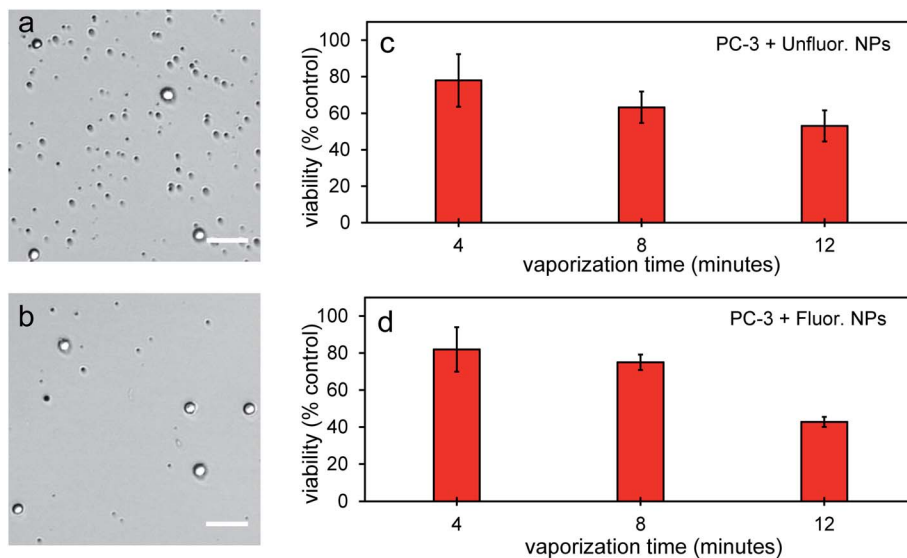 a
b
c
PC-3 + Unfluor. NPs
viability (% control)
100
80
60
40
20
0
4 8 12
vaporization time (minutes)
d
PC-3 + Fluor. NPs
viability (% control)
100
80
60
40
20
0
4 8 12
vaporization time (minutes)